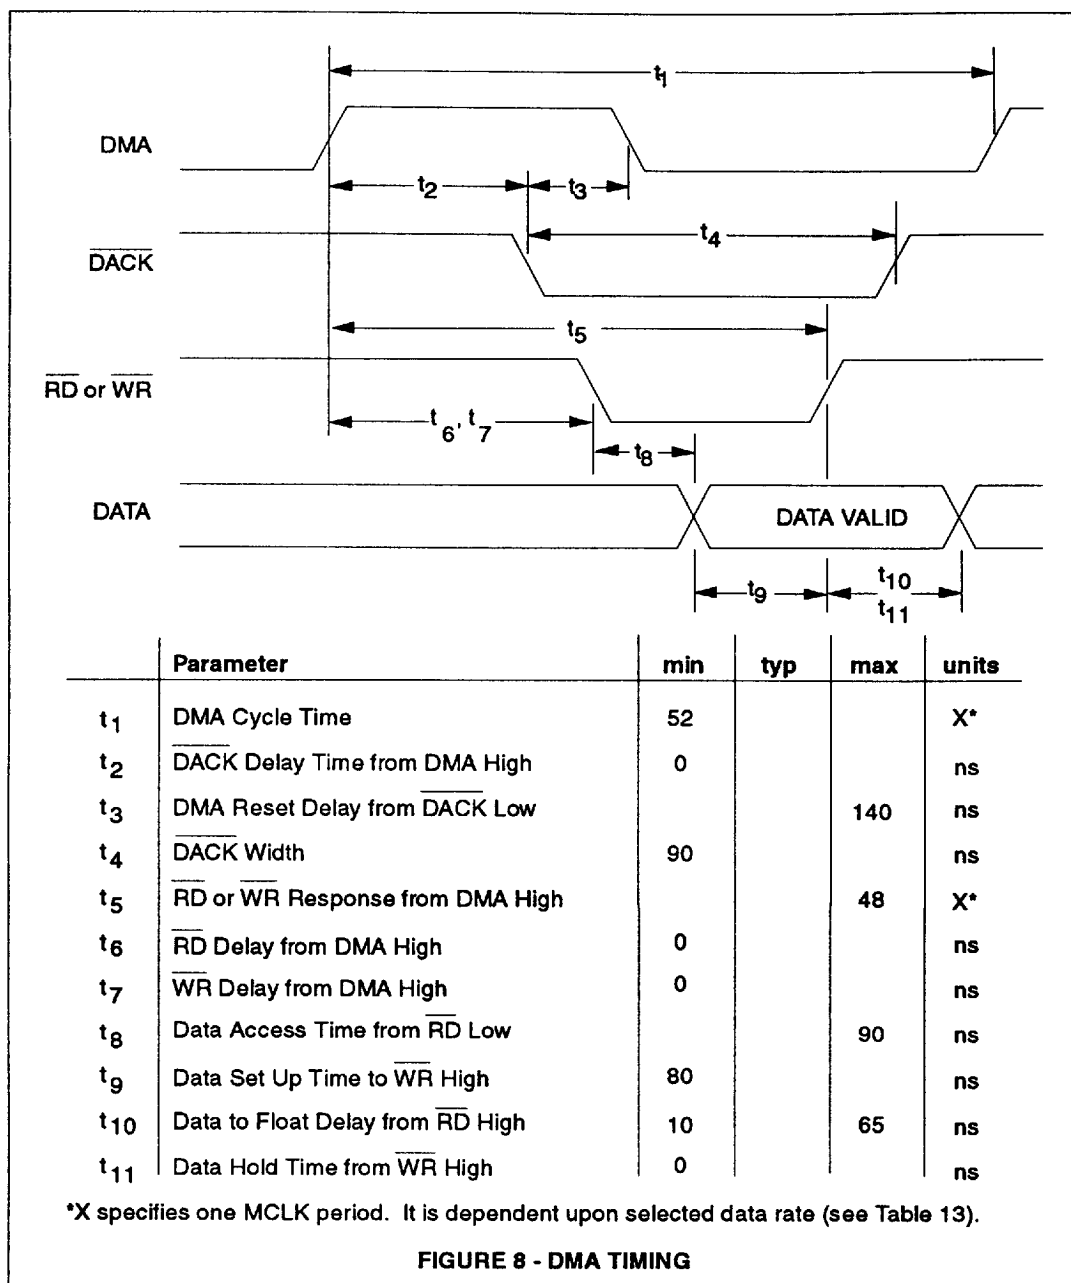 t1
DMA
t2 t3
DACK
t4
t5
RD or WR
t6, t7
t8
DATA
DATA VALID
t9
t10
t11
Parameter min typ max units
t1 DMA Cycle Time 52 X*
t2 DACK Delay Time from DMA High 0 ns
t3 DMA Reset Delay from DACK Low 140 ns
t4 DACK Width 90 ns
t5 RD or WR Response from DMA High 48 X*
t6 RD Delay from DMA High 0 ns
t7 WR Delay from DMA High 0 ns
t8 Data Access Time from RD Low 90 ns
t9 Data Set Up Time to WR High 80 ns
t10 Data to Float Delay from RD High 10 65 ns
t11 Data Hold Time from WR High 0 ns
*X specifies one MCLK period. It is dependent upon selected data rate (see Table 13).
FIGURE 8 - DMA TIMING